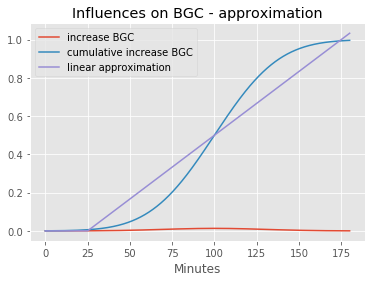 Influences on BGC - approximation
increase BGC
cumulative increase BGC
linear approximation
1.0
0.8
0.6
0.4
0.2
0.0
0 25 50 75 100 125 150 175
Minutes